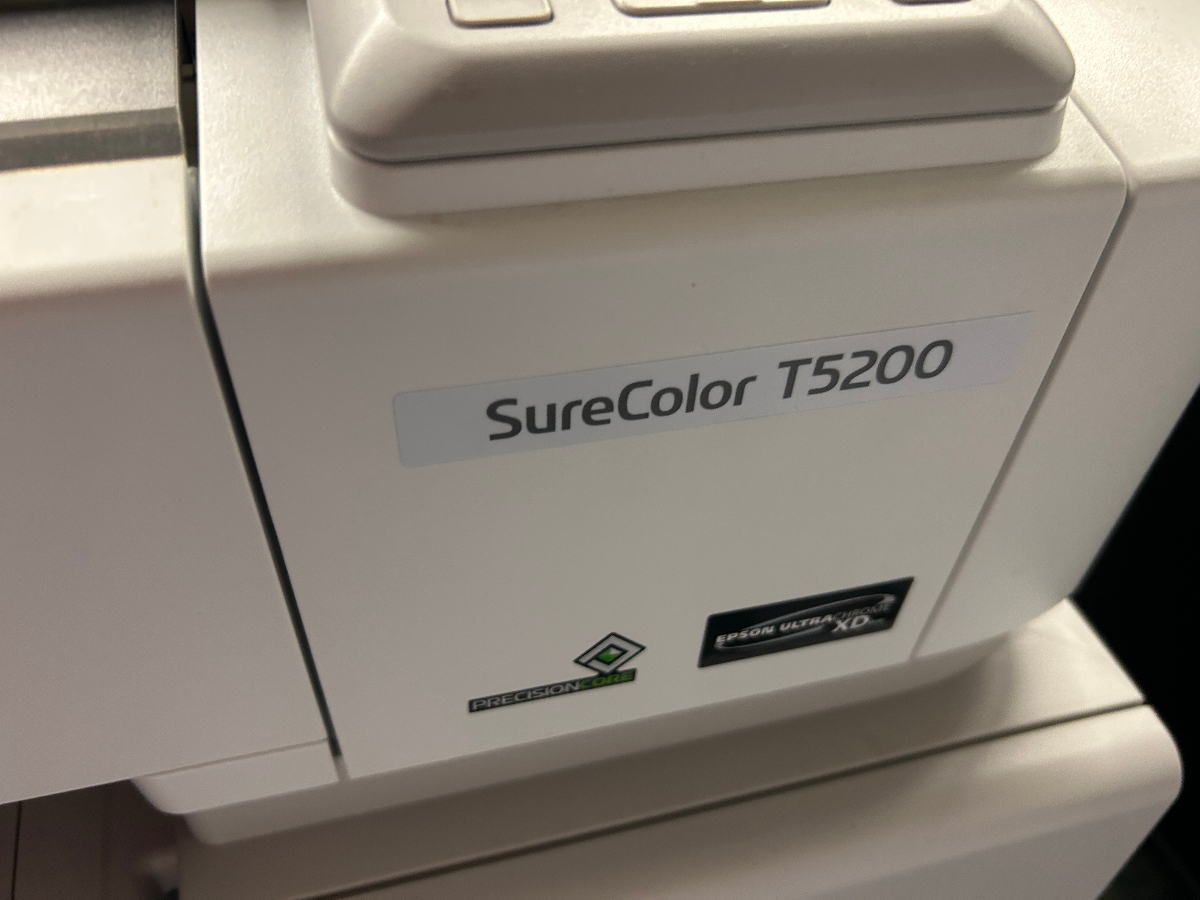 SureColor T5200
EPSON ULTRACHROME
XD
PRECISIONCORE